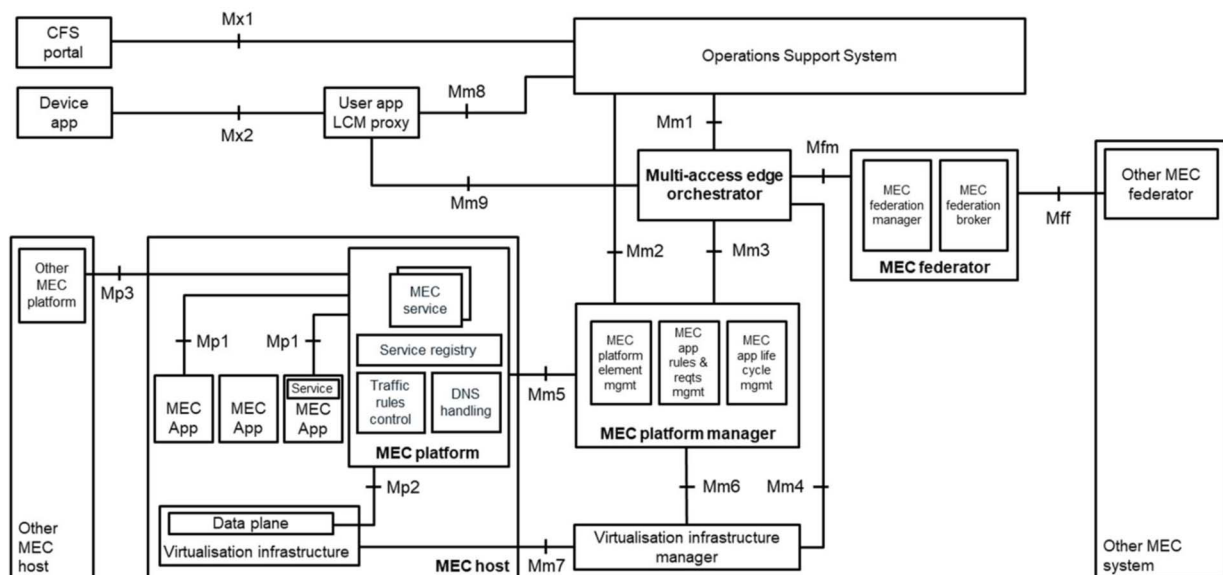 CFS
portal
Mx1
Operations Support System
Device
app
Mx2
User app
LCM proxy
Mm8
Mm9
Mm1
Multi-access edge
orchestrator
Mfm
MEC
federation
manager
MEC
federation
broker
MEC federator
Mff
Other MEC
federator
Mm2
Mm3
Other
MEC
platform
Mp3
MEC
service
Mp1
Mp1
Service registry
MEC
App
MEC
App
Service
MEC
App
Traffic
rules
control
DNS
handling
MEC platform
Mm5
MEC
platform
element
mgmt
MEC
app
rules &
reqts
mgmt
MEC
app life
cycle
mgmt
MEC platform manager
Mp2
Mm6
Mm4
Data plane
Virtualisation infrastructure
MEC host
Mm7
Virtualisation infrastructure
manager
Other
MEC
host
Other MEC
system